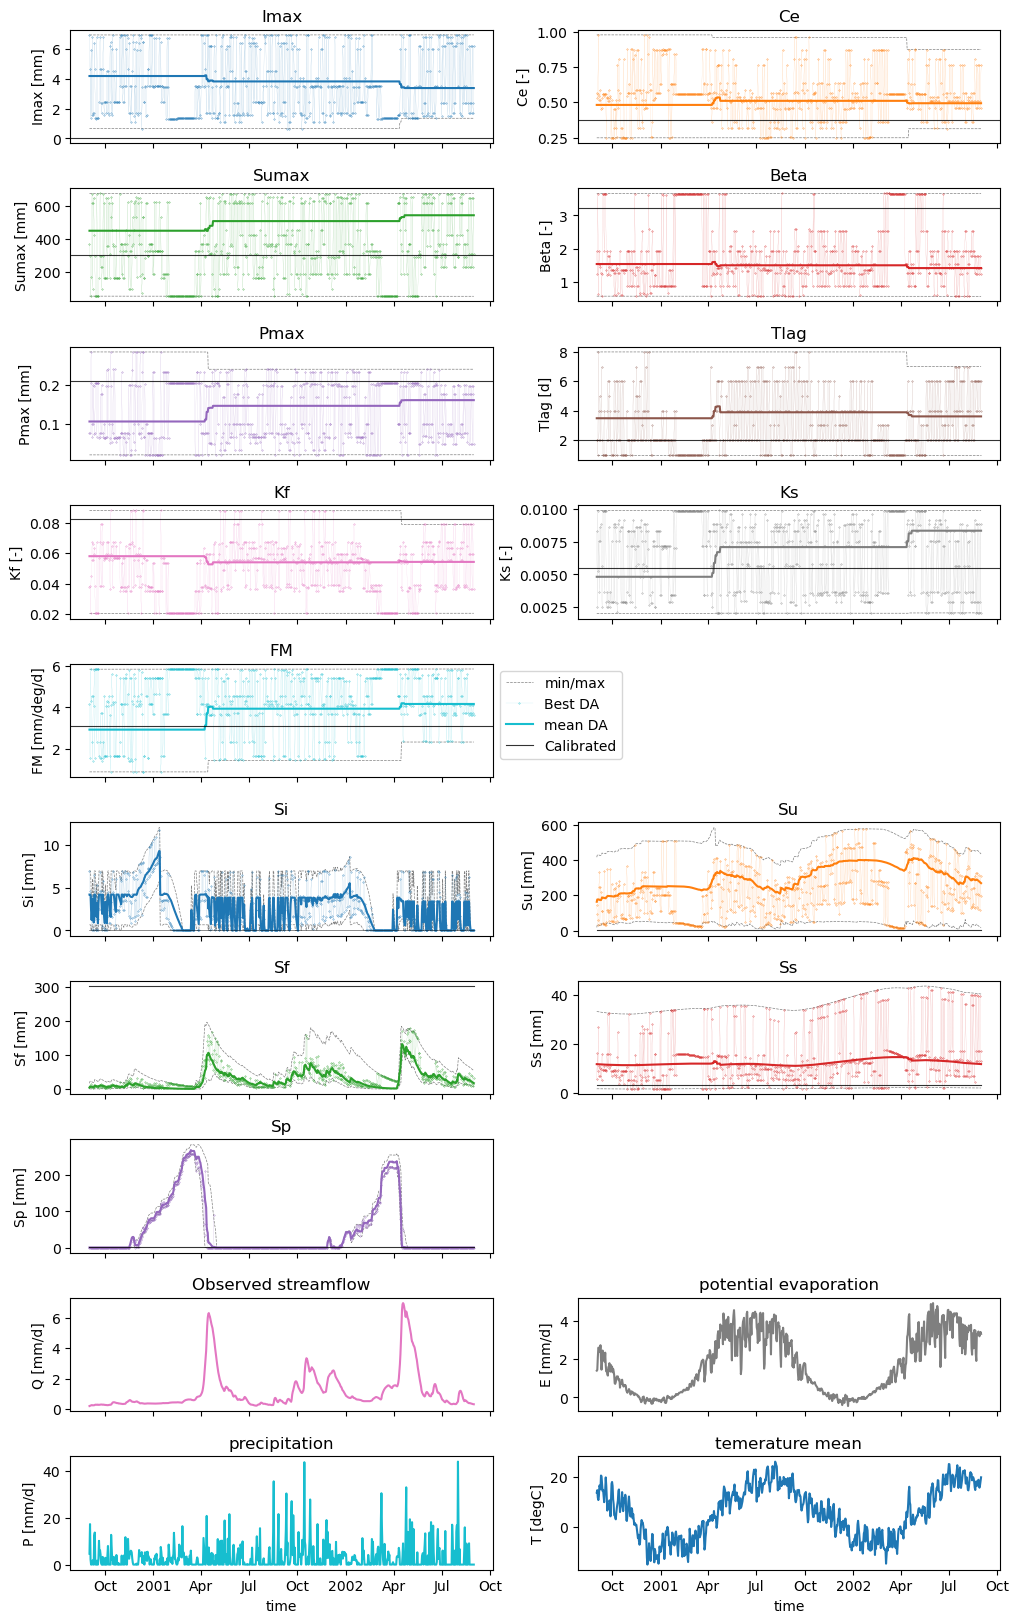 Imax
Ce
Imax [mm]
6
4
2
0
Ce [-]
1.00
0.75
0.50
0.25
Sumax
Beta
Sumax [mm]
600
400
200
Beta [-]
3
2
1
Pmax
Tlag
Pmax [mm]
0.2
0.1
Tlag [d]
8
6
4
2
Kf
Ks
Kf [-]
0.08
0.06
0.04
0.02
Ks [-]
0.0100
0.0075
0.0050
0.0025
FM
FM [mm/deg/d]
6
4
2
min/max
Best DA
mean DA
Calibrated
Si
Su
Si [mm]
10
5
0
Su [mm]
600
400
200
0
Sf
Ss
Sf [mm]
300
200
100
0
Ss [mm]
40
20
0
Sp
Sp [mm]
200
100
0
Observed streamflow
potential evaporation
Q [mm/d]
6
4
2
0
E [mm/d]
4
2
0
precipitation
temerature mean
P [mm/d]
40
20
0
T [degC]
20
0
Oct 2001 Apr Jul Oct 2002 Apr Jul Oct
Oct 2001 Apr Jul Oct 2002 Apr Jul Oct
time
time